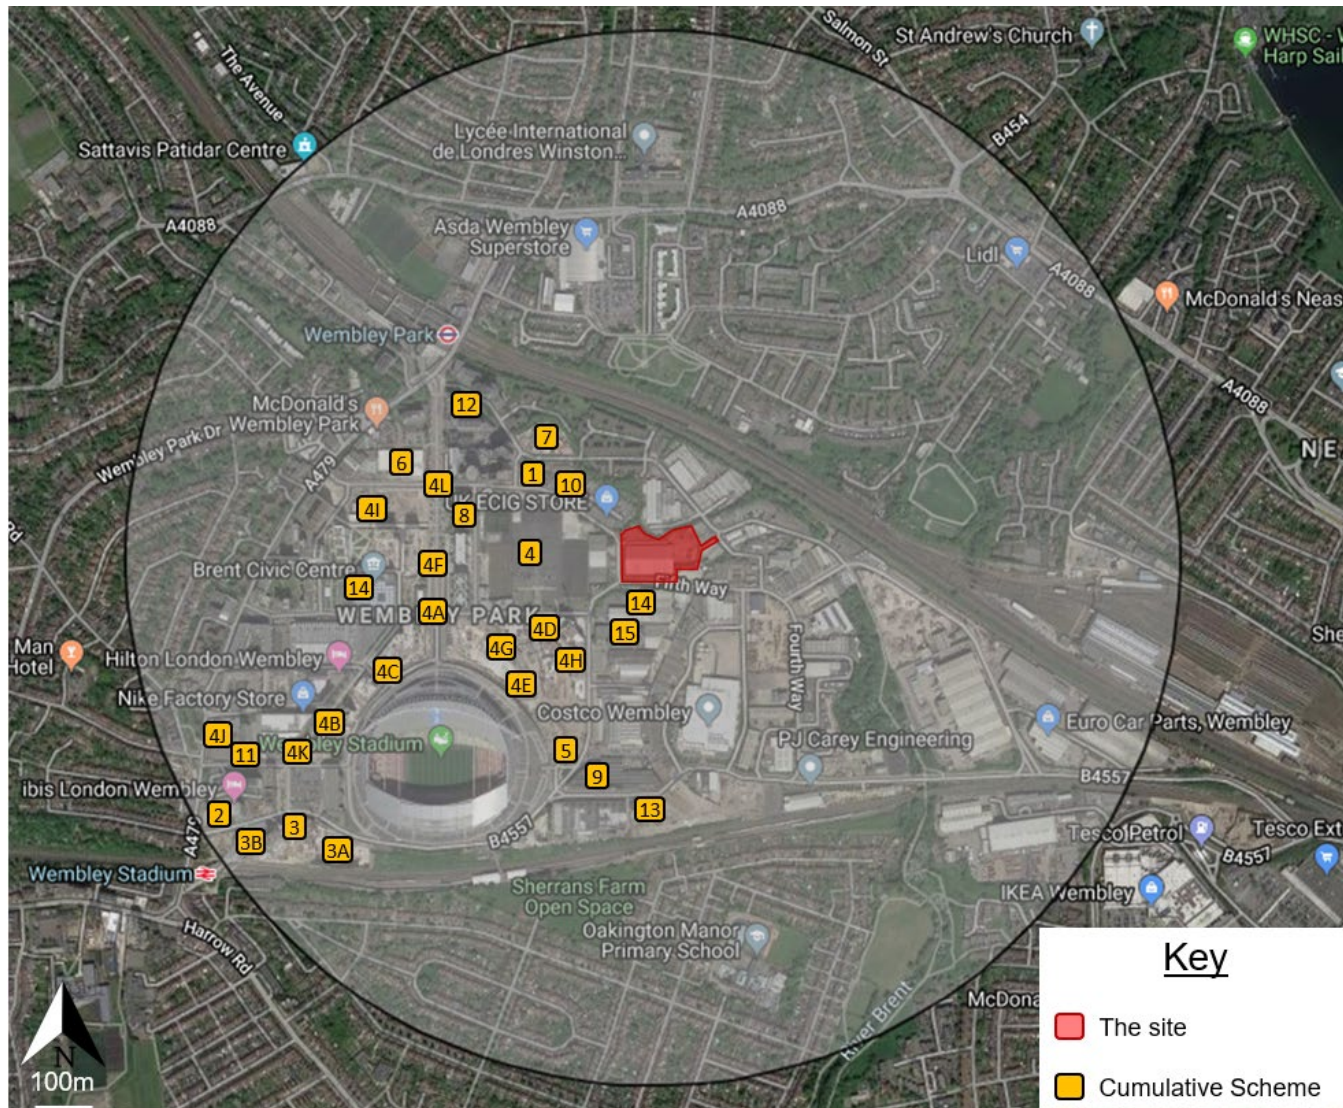 Salmon St
St Andrew's Church
WHSC - W
Harp Sail
The Avenue
Sattavis Patidar Centre
Lycée International
de Londres Winston...
B454
A4088
A4088
Asda Wembley
Superstore
Lidl
A4088
McDonald's Neas
Wembley Park
A4088
McDonald's
Wembley Park
12
Wembley Park Dr
A479
7
NE
6
1
4L
10
4I
UK ECIG STORE
8
4
4F
Brent Civic Centre
14
Fifth Way
14
WEMBLEY PARK
4A
4D
15
Fourth Way
Man
Hotel
Hilton London Wembley
4G
4H
4C
4E
Nike Factory Store
Costco Wembley
4B
Euro Car Parts, Wembley
4J
Wembley Stadium
PJ Carey Engineering
11
4K
5
9
B4557
ibis London Wembley
13
2
3
A479
B4557
3B
3A
Tesco Petrol
Tesco Ext
B4557
Wembley Stadium
Sherrans Farm
Open Space
IKEA Wembley
Harrow Rd
Oakington Manor
Primary School
McDona
River Brent
Key
The site
Cumulative Scheme
N
100m